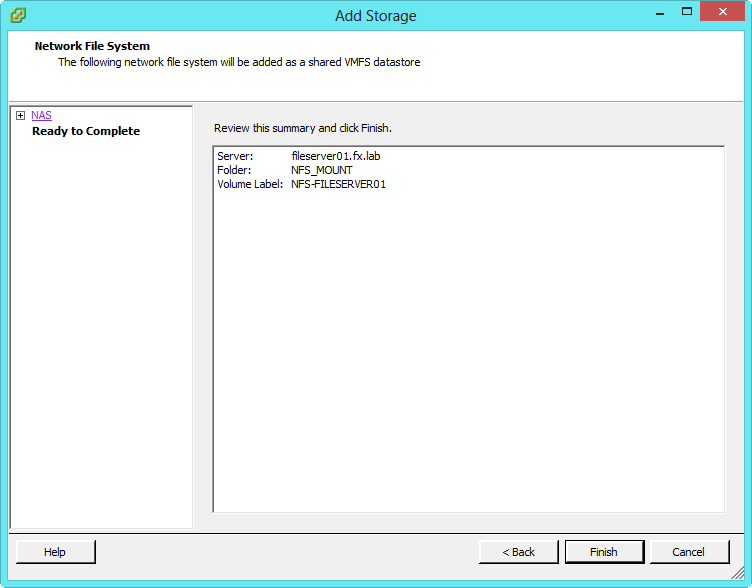 Add Storage
Network File System
The following network file system will be added as a shared VMFS datastore
NAS
Ready to Complete
Review this summary and click Finish.
Server: fileserver01.fx.lab
Folder: NFS_MOUNT
Volume Label: NFS-FILESERVER01
Help
< Back
Finish
Cancel